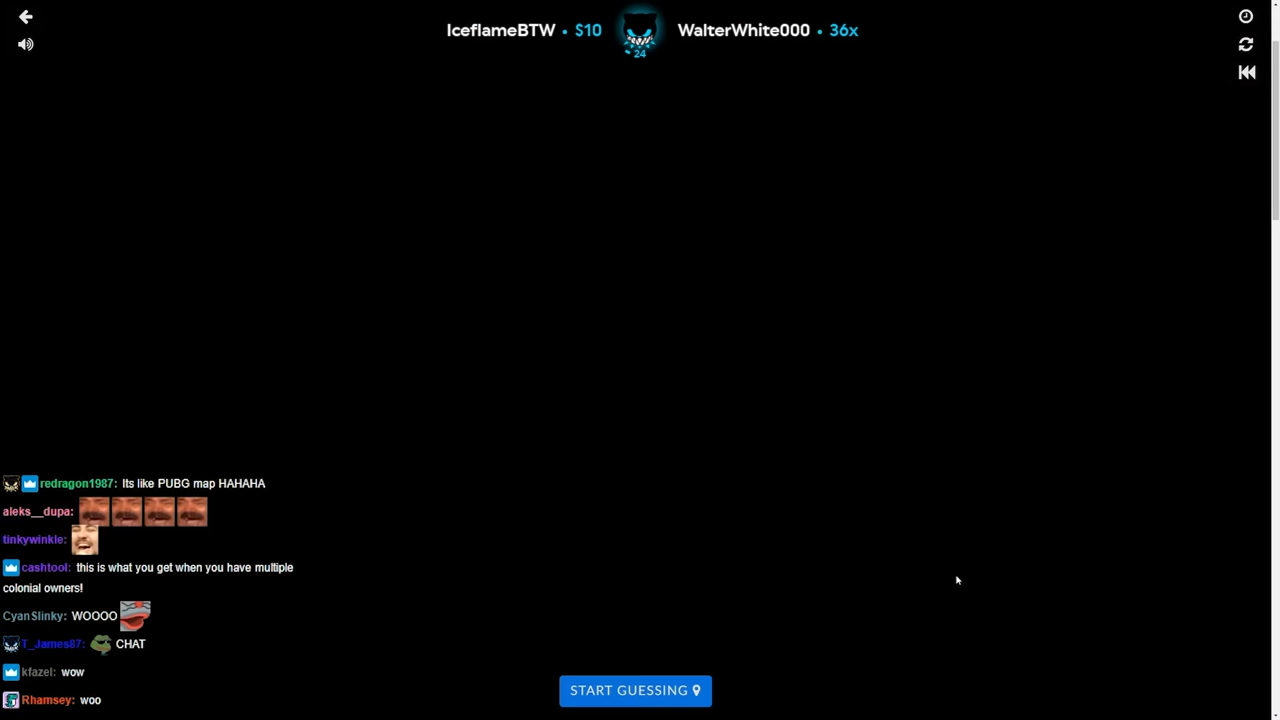 IceflameBTW • $10
24
WalterWhite000 • 36x
redragon1987: Its like PUBG map HAHAHA
aleks__dupa:
tinkywinkle:
cashtool: this is what you get when you have multiple
colonial owners!
CyanSlinky: WOOOO
T_James87: CHAT
kfazel: wow
Rhamsey: woo
START GUESSING